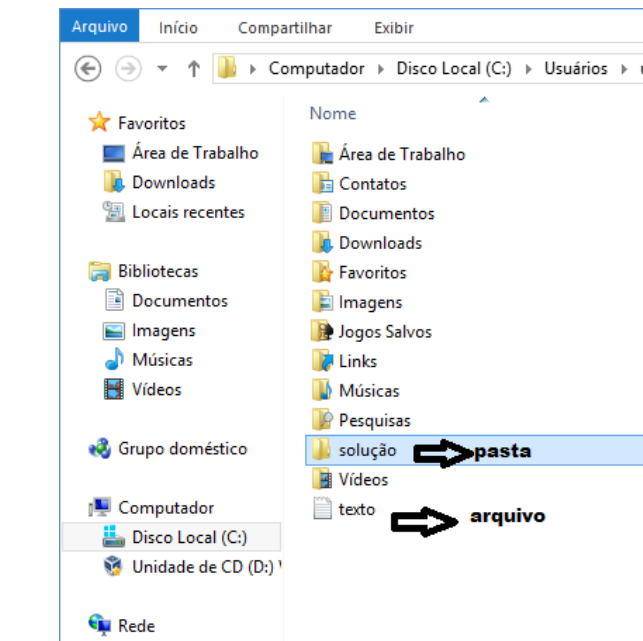 Arquivo Início Compartilhar Exibir
Computador Disco Local (C:) Usuários
Favoritos
Área de Trabalho
Downloads
Locais recentes
Bibliotecas
Documentos
Imagens
Músicas
Vídeos
Grupo doméstico
Computador
Disco Local (C:)
Unidade de CD (D:)
Rede
Nome
Área de Trabalho
Contatos
Documentos
Downloads
Favoritos
Imagens
Jogos Salvos
Links
Músicas
Pesquisas
solução pasta
Vídeos
texto arquivo